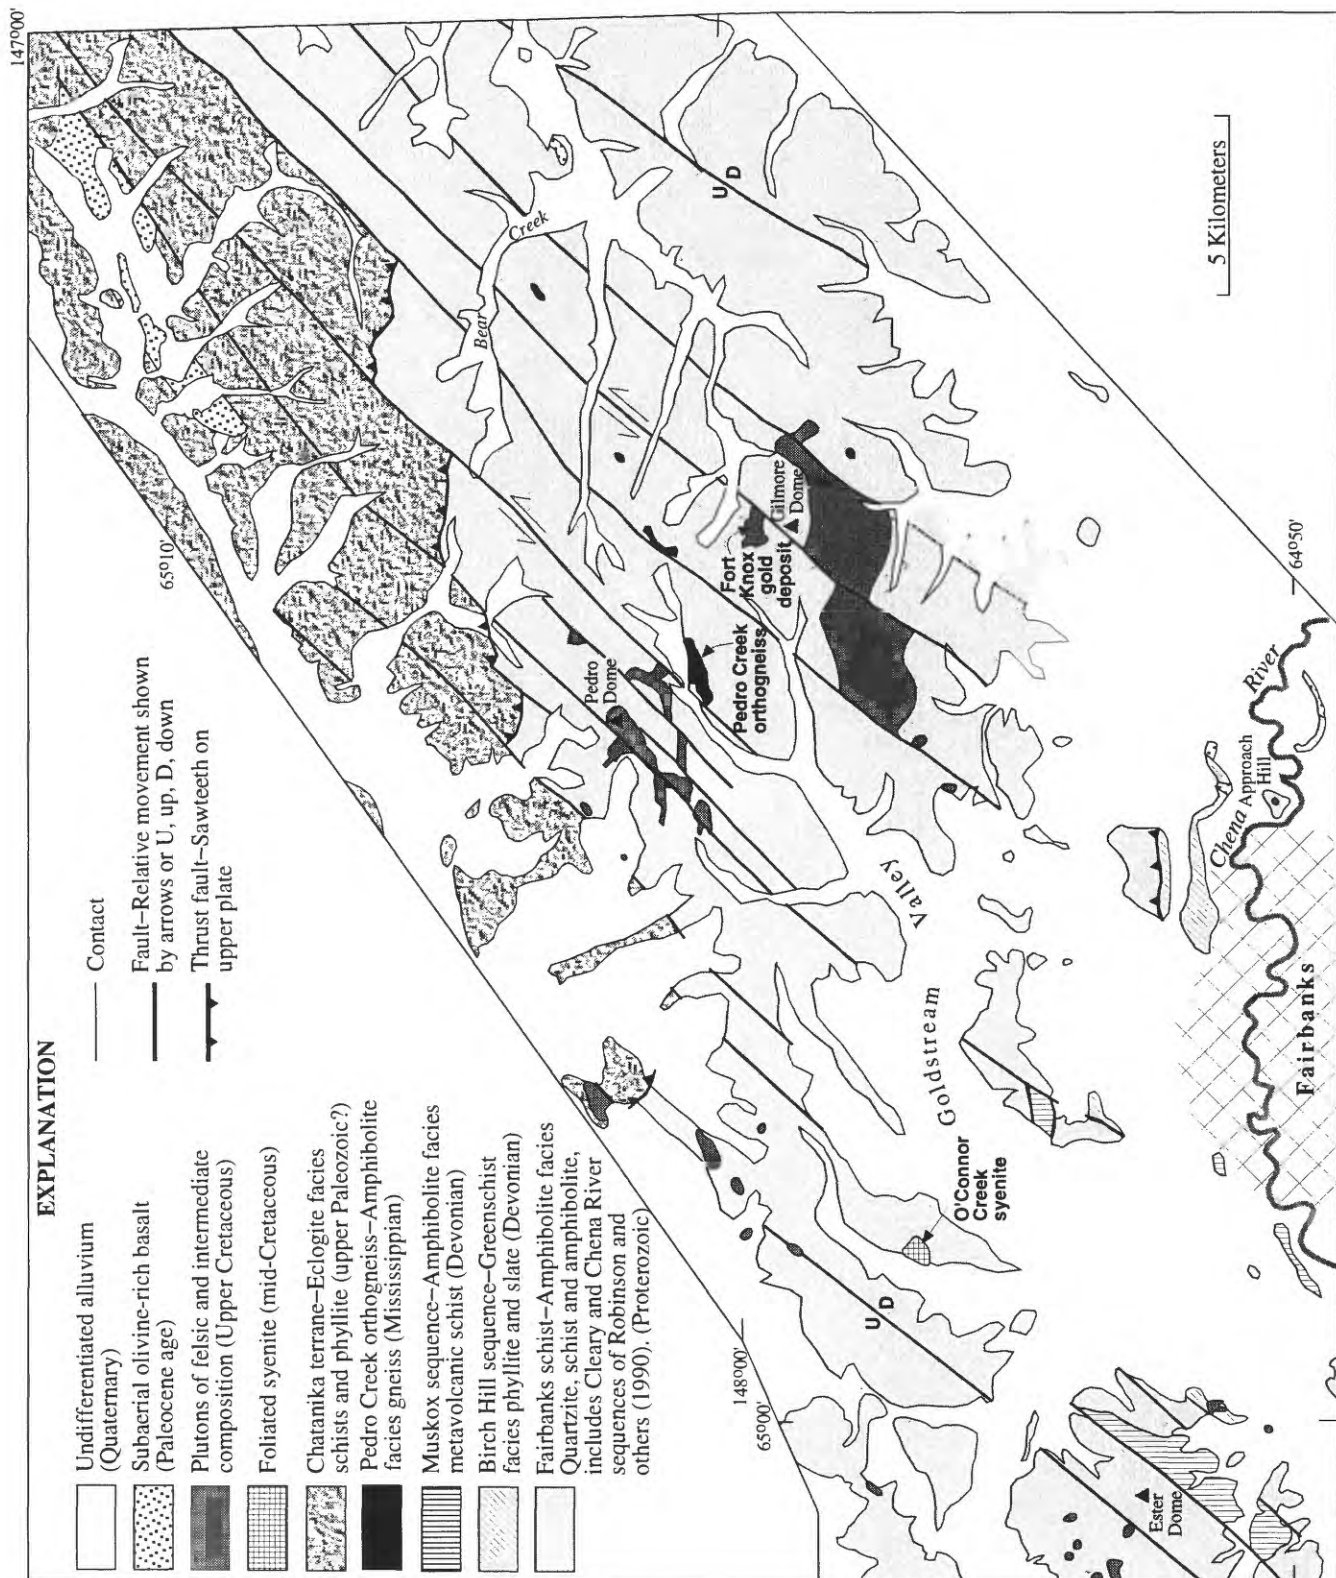 EXPLANATION
Undifferentiated alluvium
(Quaternary)
Subaerial olivine-rich basalt
(Paleocene age)
Plutons of felsic and intermediate
composition (Upper Cretaceous)
Foliated syenite (mid-Cretaceous)
Chatanika terrane–Eclogite facies
schists and phyllite (upper Paleozoic?)
Pedro Creek orthogneiss–Amphibolite
facies gneiss (Mississippian)
Muskox sequence–Amphibolite facies
metavolcanic schist (Devonian)
Birch Hill sequence–Greenschist
facies phyllite and slate (Devonian)
Fairbanks schist–Amphibolite facies
Quartzite, schist and amphibolite,
includes Cleary and Chena River
sequences of Robinson and
others (1990). (Proterozoic)
Contact
Fault–Relative movement shown
by arrows or U, up, D, down
Thrust fault–Sawteeth on
upper plate
147°00'
65°10'
148°00'
65°00'
64°50'
Bear
Creek
U
D
Pedro
Dome
Pedro Creek
orthogneiss
Fort
Knox
gold
deposit
Gilmore
Dome
Goldstream
Valley
O'Connor
Creek
syenite
U
D
Ester
Dome
Fairbanks
Chena
River
Approach
Hill
5 Kilometers